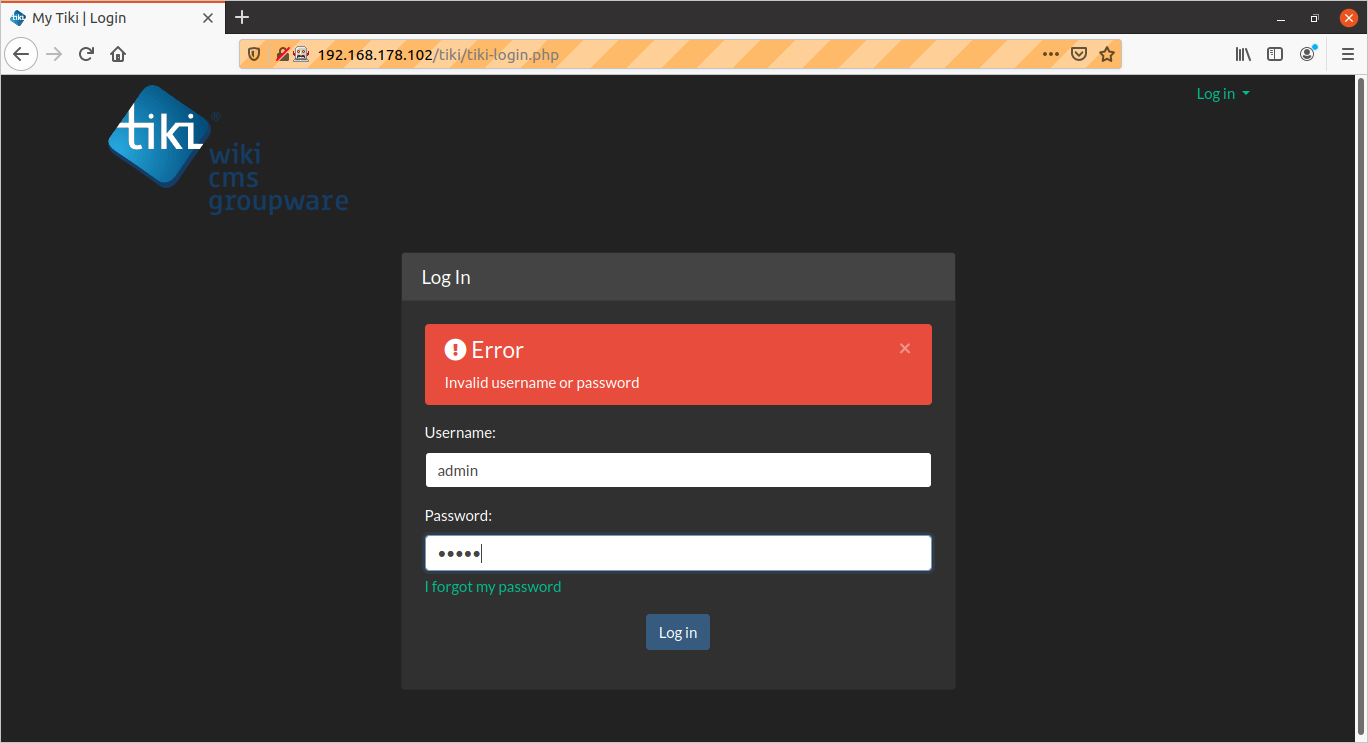 My Tiki | Login
192.168.178.102/tiki/tiki-login.php
Log in
tiki®
wiki
cms
groupware
Log In
Error
Invalid username or password
Username:
admin
Password:
•••••
I forgot my password
Log in